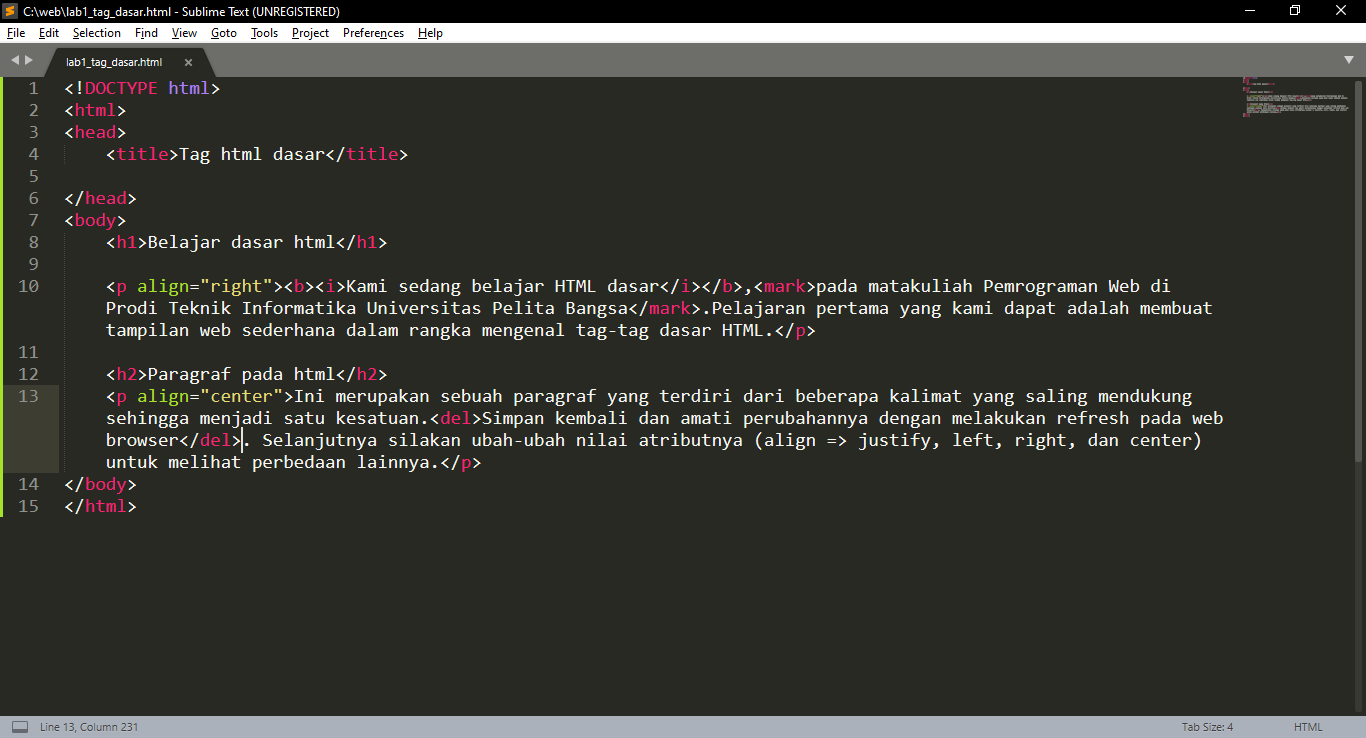 C:\web\lab1_tag_dasar.html - Sublime Text (UNREGISTERED)
File Edit Selection Find View Goto Tools Project Preferences Help
lab1_tag_dasar.html ×
1 <!DOCTYPE html>
2 <html>
3 <head>
4 <title>Tag html dasar</title>
5
6 </head>
7 <body>
8 <h1>Belajar dasar html</h1>
9
10 <p align="right"><b><i>Kami sedang belajar HTML dasar</i></b>,<mark>pada matakuliah Pemrograman Web di
Prodi Teknik Informatika Universitas Pelita Bangsa</mark>.Pelajaran pertama yang kami dapat adalah membuat
tampilan web sederhana dalam rangka mengenal tag-tag dasar HTML.</p>
11
12 <h2>Paragraf pada html</h2>
13 <p align="center">Ini merupakan sebuah paragraf yang terdiri dari beberapa kalimat yang saling mendukung
sehingga menjadi satu kesatuan.<del>Simpan kembali dan amati perubahannya dengan melakukan refresh pada web
browser</del>. Selanjutnya silakan ubah-ubah nilai atributnya (align => justify, left, right, dan center)
untuk melihat perbedaan lainnya.</p>
14 </body>
15 </html>
Line 13, Column 231 Tab Size: 4 HTML